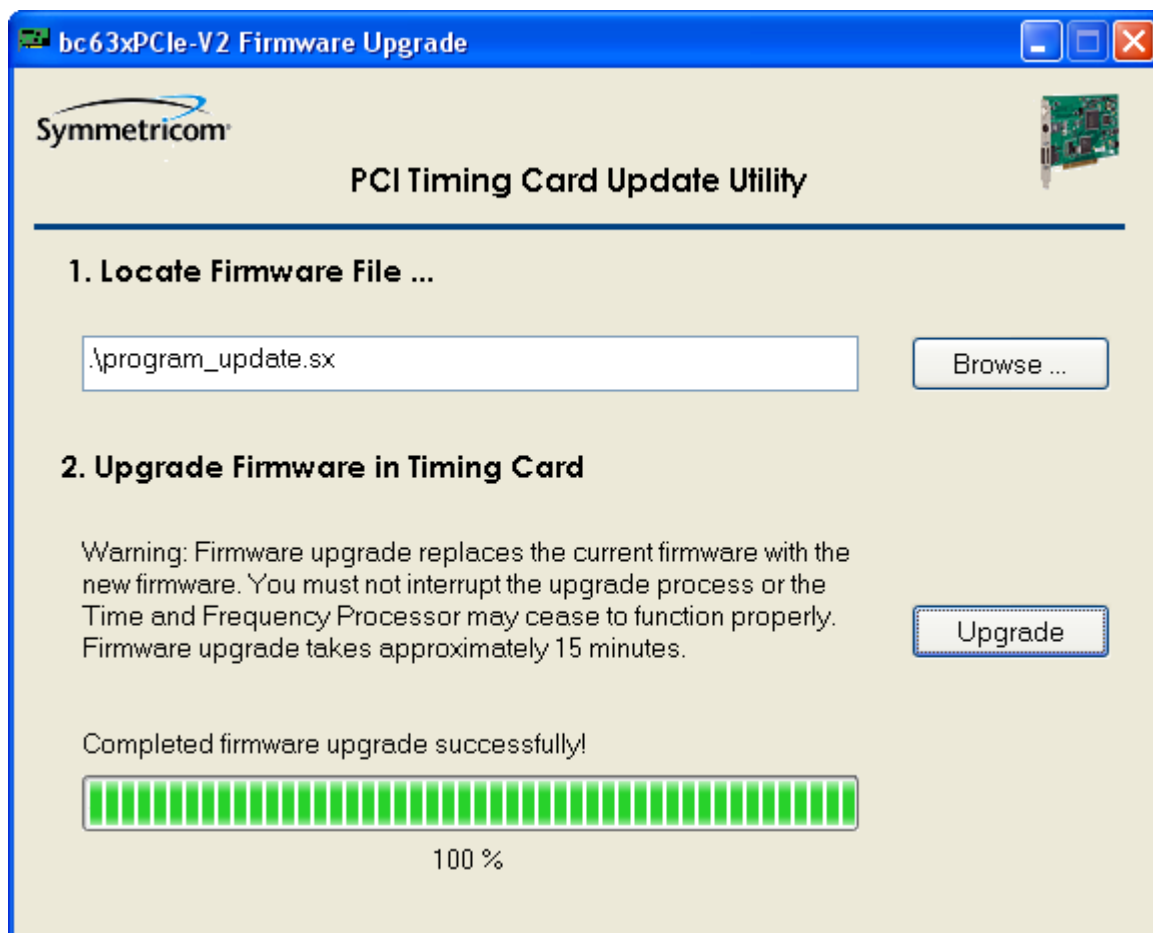 bc63xPCIe-V2 Firmware Upgrade
Symmetricom®
PCI Timing Card Update Utility
1. Locate Firmware File ...
.\program_update.sx
Browse ...
2. Upgrade Firmware in Timing Card
Warning: Firmware upgrade replaces the current firmware with the
new firmware. You must not interrupt the upgrade process or the
Time and Frequency Processor may cease to function properly.
Firmware upgrade takes approximately 15 minutes.
Upgrade
Completed firmware upgrade successfully!
100 %